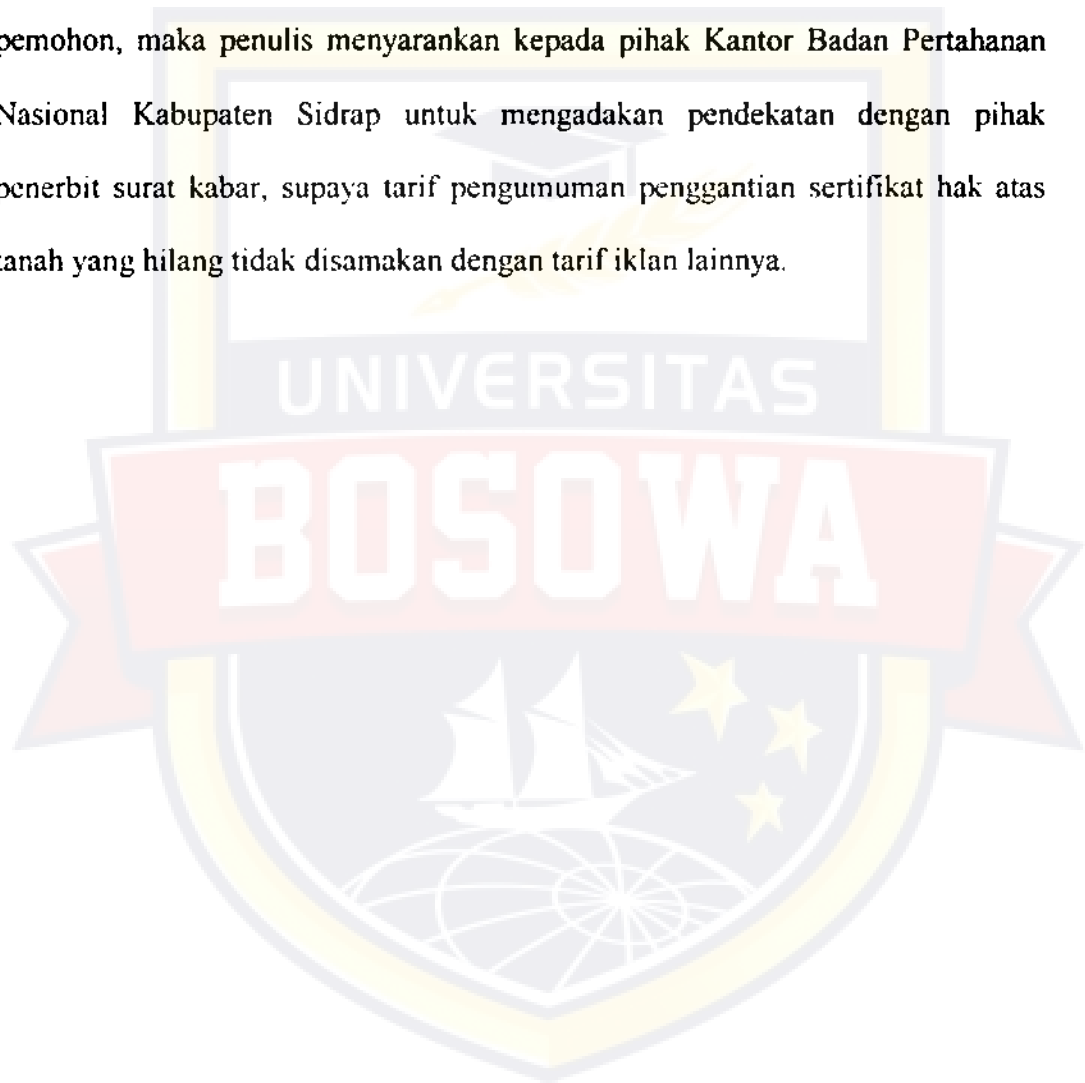 pemohon, maka penulis menyarankan kepada pihak Kantor Badan Pertahanan
Nasional Kabupaten Sidrap untuk mengadakan pendekatan dengan pihak
penerbit surat kabar, supaya tarif pengumuman penggantian sertifikat hak atas
tanah yang hilang tidak disamakan dengan tarif iklan lainnya.
UNIVERSITAS
BOSOWA